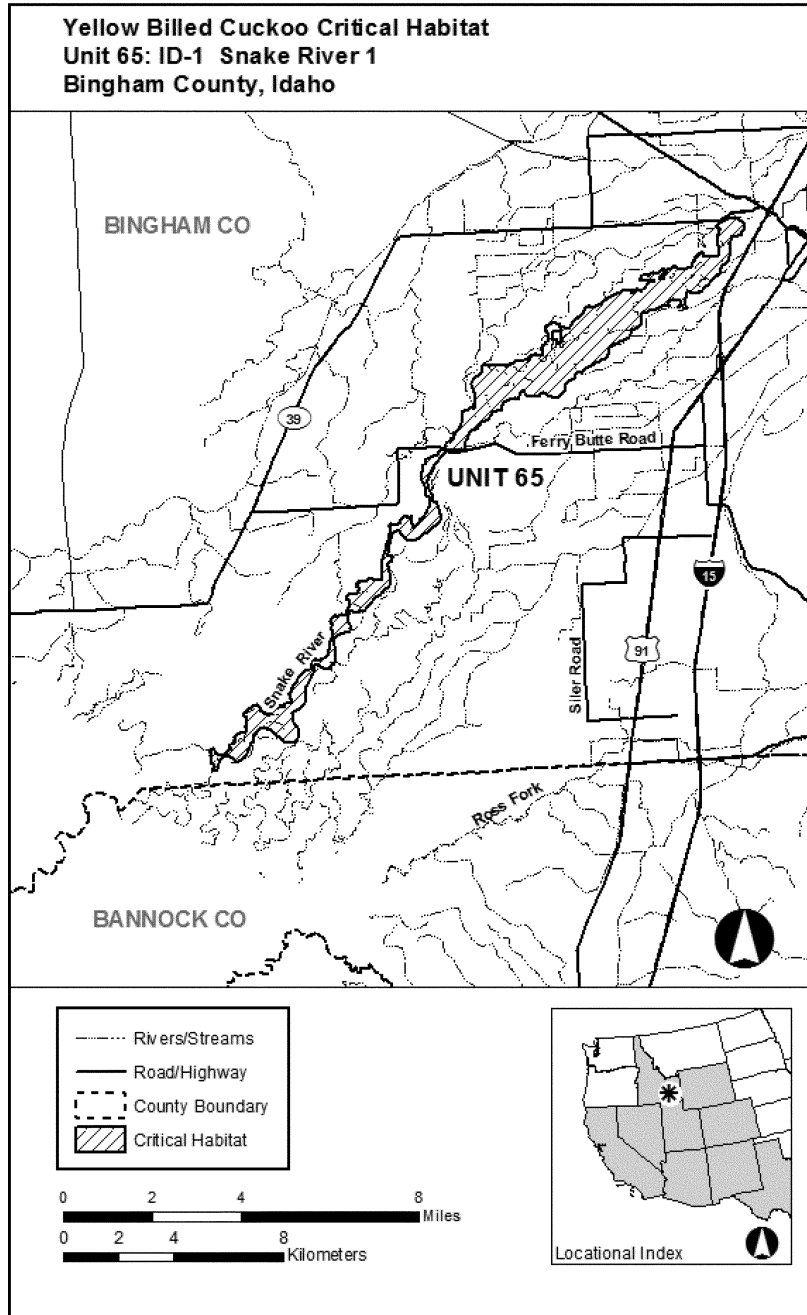 Yellow Billed Cuckoo Critical Habitat
Unit 65: ID-1 Snake River 1
Bingham County, Idaho
BINGHAM CO
39
Ferry Butte Road
UNIT 65
15
Siler Road
91
Snake River
Ross Fork
BANNOCK CO
Rivers/Streams
Road/Highway
County Boundary
Critical Habitat
0 2 4 8
Miles
0 2 4 8
Kilometers
Locational Index